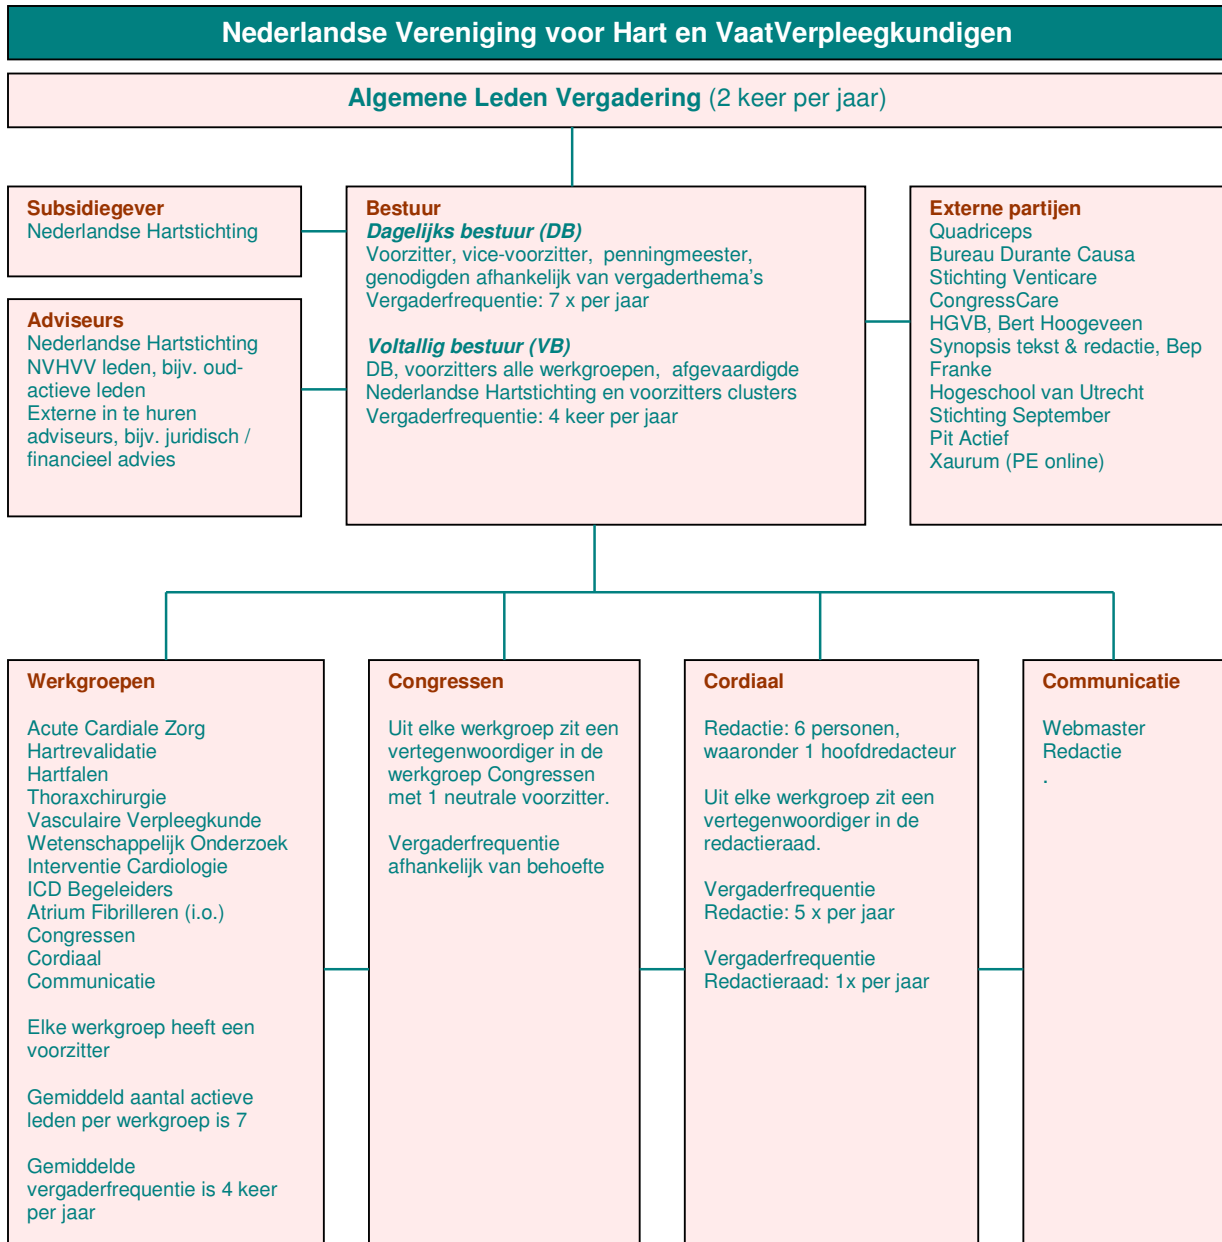 Nederlandse Vereniging voor Hart en VaatVerpleegkundigen
Algemene Leden Vergadering (2 keer per jaar)
Subsidiegever
Nederlandse Hartstichting
Adviseurs
Nederlandse Hartstichting
NVHVV leden, bijv. oud-
actieve leden
Externe in te huren
adviseurs, bijv. juridisch /
financieel advies
Bestuur
Dagelijks bestuur (DB)
Voorzitter, vice-voorzitter, penningmeester,
genodigden afhankelijk van vergaderthema's
Vergaderfrequentie: 7 x per jaar
Voltallig bestuur (VB)
DB, voorzitters alle werkgroepen, afgevaardigde
Nederlandse Hartstichting en voorzitters clusters
Vergaderfrequentie: 4 keer per jaar
Externe partijen
Quadriceps
Bureau Durante Causa
Stichting Venticare
CongressCare
HGVB, Bert Hoogeveen
Synopsis tekst & redactie, Bep
Franke
Hogeschool van Utrecht
Stichting September
Pit Actief
Xaurum (PE online)
Werkgroepen
Acute Cardiale Zorg
Hartrevalidatie
Hartfalen
Thoraxchirurgie
Vasculaire Verpleegkunde
Wetenschappelijk Onderzoek
Interventie Cardiologie
ICD Begeleiders
Atrium Fibrilleren (i.o.)
Congressen
Cordiaal
Communicatie
Elke werkgroep heeft een
voorzitter
Gemiddeld aantal actieve
leden per werkgroep is 7
Gemiddelde
vergaderfrequentie is 4 keer
per jaar
Congressen
Uit elke werkgroep zit een
vertegenwoordiger in de
werkgroep Congressen
met 1 neutrale voorzitter.
Vergaderfrequentie
afhankelijk van behoefte
Cordiaal
Redactie: 6 personen,
waaronder 1 hoofdredacteur
Uit elke werkgroep zit een
vertegenwoordiger in de
redactieraad.
Vergaderfrequentie
Redactie: 5 x per jaar
Vergaderfrequentie
Redactieraad: 1x per jaar
Communicatie
Webmaster
Redactie
.